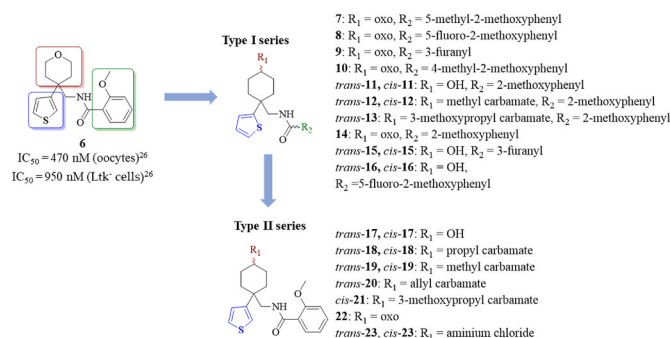 Type I series
R₁
NH
S
O
R₂
7: R₁ = oxo, R₂ = 5-methyl-2-methoxyphenyl
8: R₁ = oxo, R₂ = 5-fluoro-2-methoxyphenyl
9: R₁ = oxo, R₂ = 3-furanyl
10: R₁ = oxo, R₂ = 4-methyl-2-methoxyphenyl
trans-11, cis-11: R₁ = OH, R₂ = 2-methoxyphenyl
trans-12, cis-12: R₁ = methyl carbamate, R₂ = 2-methoxyphenyl
trans-13: R₁ = 3-methoxypropyl carbamate, R₂ = 2-methoxyphenyl
14: R₁ = oxo, R₂ = 2-methoxyphenyl
trans-15, cis-15: R₁ = OH, R₂ = 3-furanyl
trans-16, cis-16: R₁ = OH,
R₂ =5-fluoro-2-methoxyphenyl
O
O
NH
S
O
6
IC₅₀ = 470 nM (oocytes)²⁶
IC₅₀ = 950 nM (Ltk⁻ cells)²⁶
Type II series
R₁
O
NH
S
O
trans-17, cis-17: R₁ = OH
trans-18, cis-18: R₁ = propyl carbamate
trans-19, cis-19: R₁ = methyl carbamate
trans-20: R₁ = allyl carbamate
cis-21: R₁ = 3-methoxypropyl carbamate
22: R₁ = oxo
trans-23, cis-23: R₁ = aminium chloride